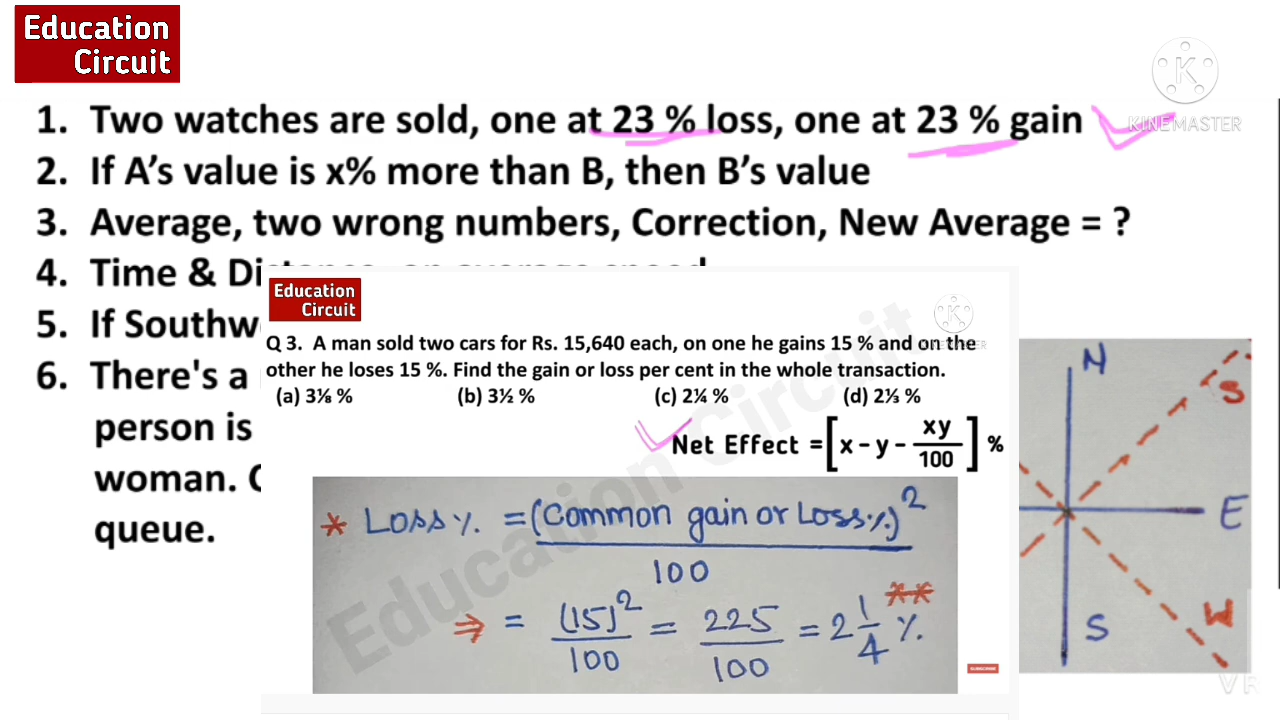 Education
Circuit
KINEMASTER
1. Two watches are sold, one at 23 % loss, one at 23 % gain
2. If A’s value is x% more than B, then B’s value
3. Average, two wrong numbers, Correction, New Average = ?
4. Time & Di
5. If Southw
6. There's a
person is
woman.
queue.
Education
Circuit
Q 3. A man sold two cars for Rs. 15,640 each, on one he gains 15 % and on the
other he loses 15 %. Find the gain or loss per cent in the whole transaction.
(a) 3⅛ % (b) 3½ % (c) 2¼ % (d) 2⅓ %
Net Effect = [x - y - xy/100] %
* Loss % = (Common gain or Loss %)²
100
⇒ = (15)²/100 = 225/100 = 2 1/4 %. **
Education Circuit
SUBSCRIBE
N
S
E
S
W